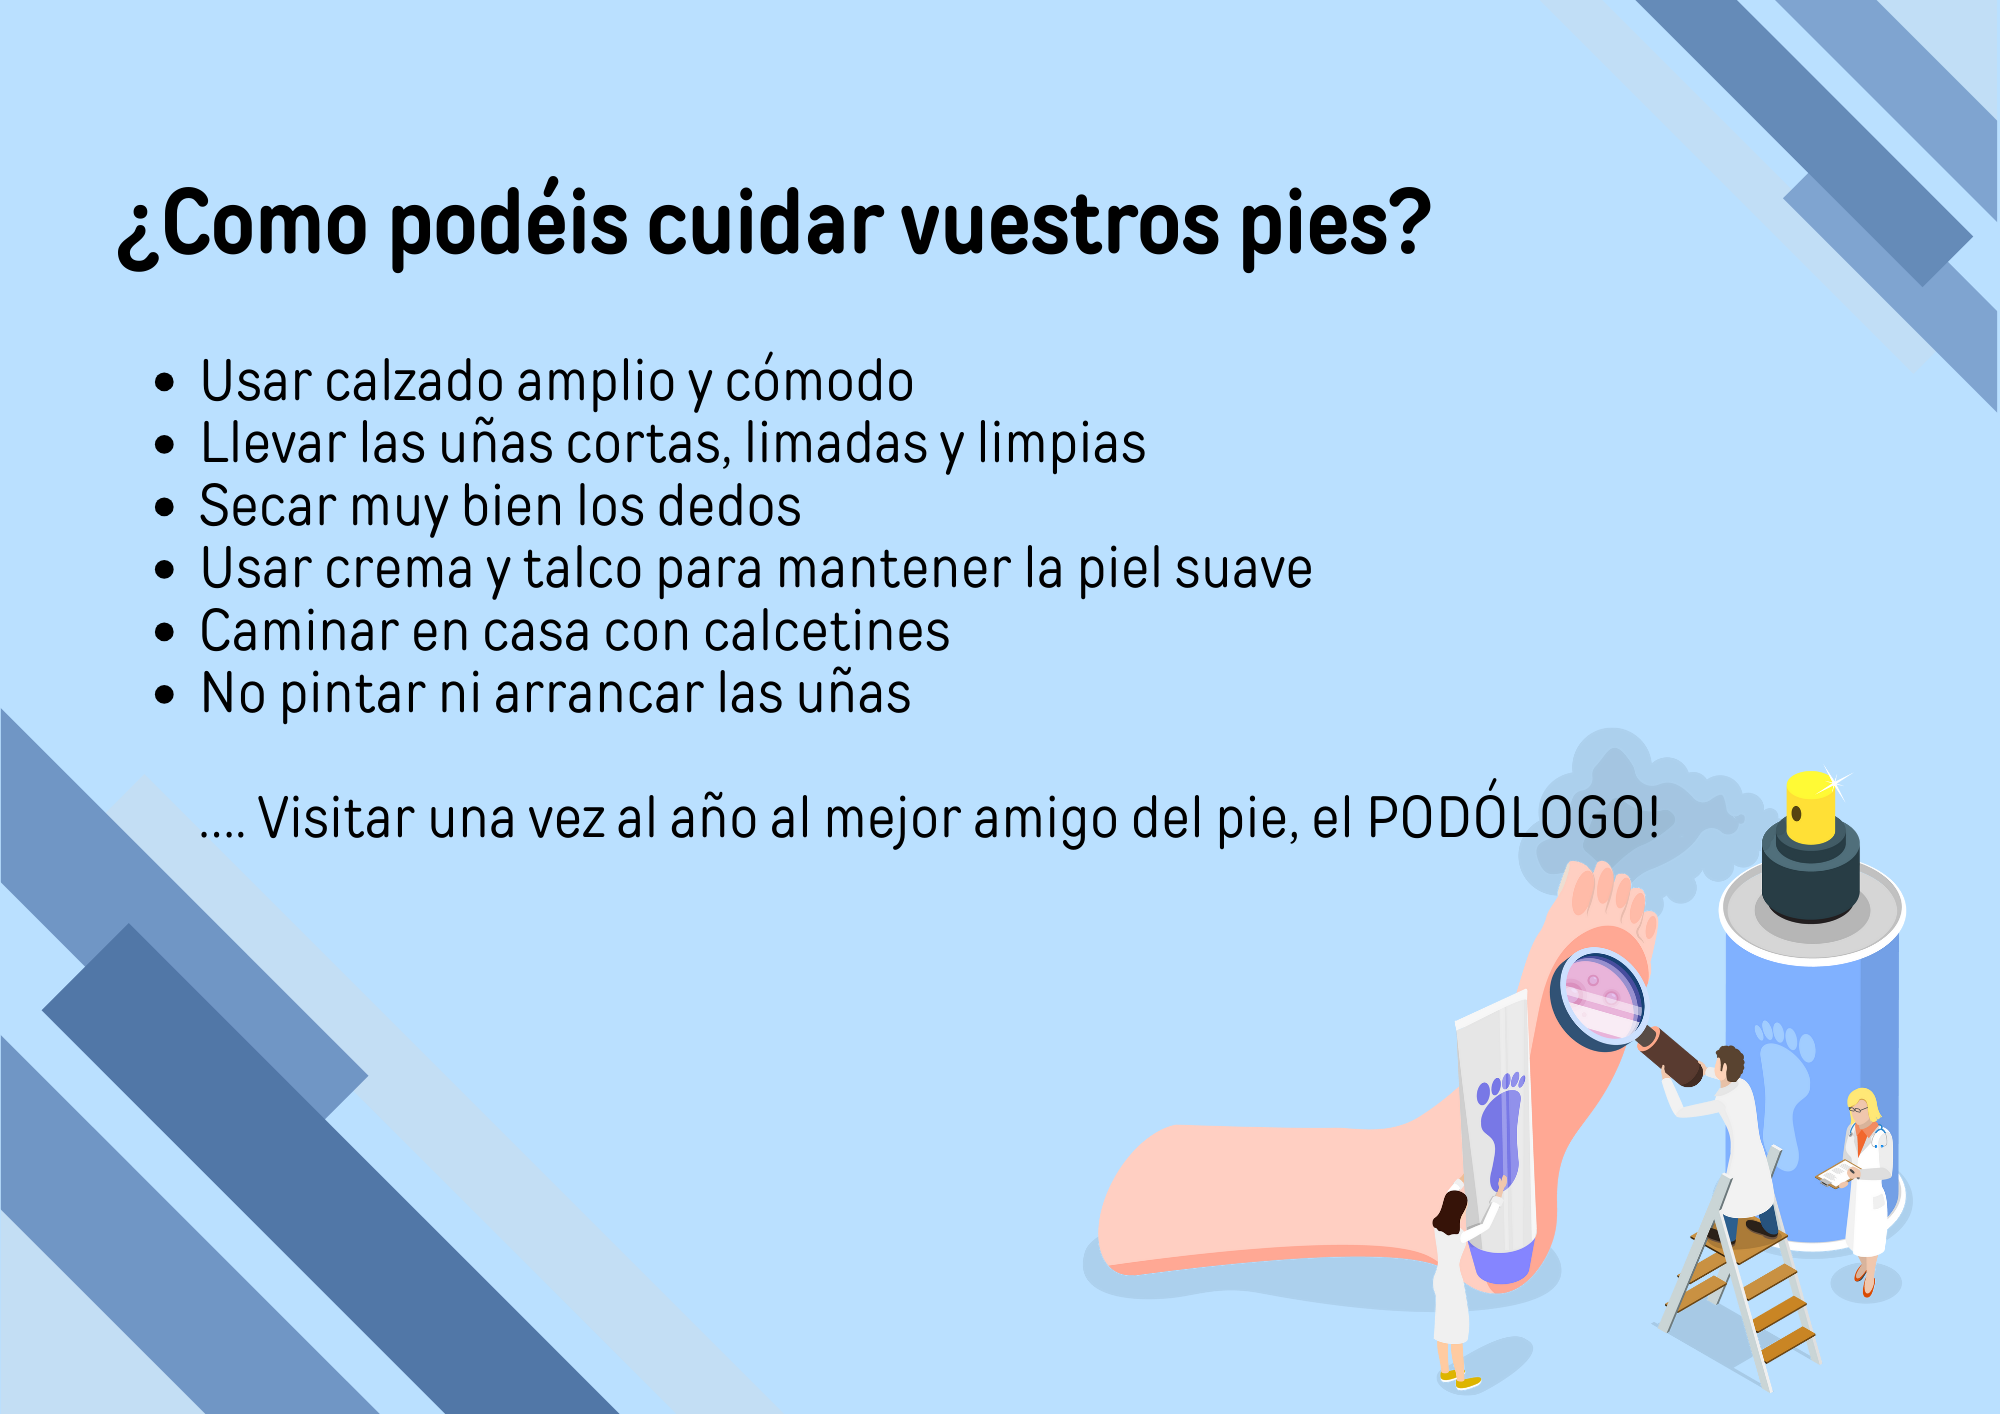 ¿Como podéis cuidar vuestros pies?
• Usar calzado amplio y cómodo
• Llevar las uñas cortas, limadas y limpias
• Secar muy bien los dedos
• Usar crema y talco para mantener la piel suave
• Caminar en casa con calcetines
• No pintar ni arrancar las uñas
.... Visitar una vez al año al mejor amigo del pie, el PODÓLOGO!